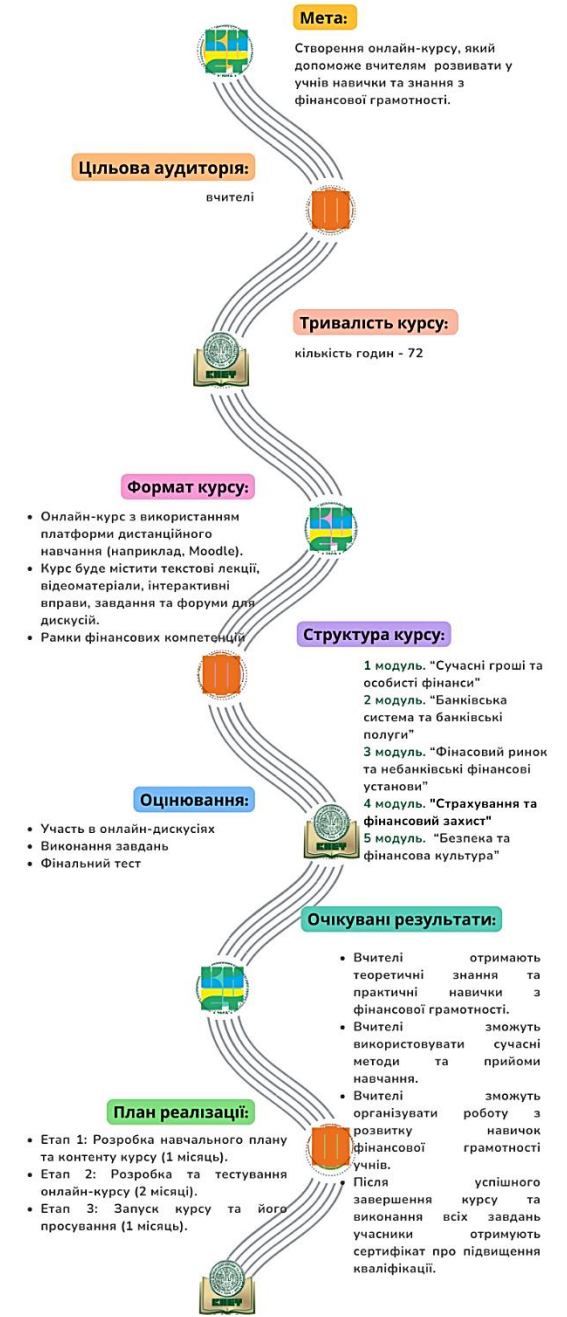 Мета:
Створення онлайн-курсу, який
допоможе вчителям розвивати у
учнів навички та знання з
фінансової грамотності.
Цільова аудиторія:
вчителі
Тривалість курсу:
кількість годин - 72
Формат курсу:
• Онлайн-курс з використанням
платформи дистанційного
навчання (наприклад, Moodle).
• Курс буде містити текстові лекції,
відеоматеріали, інтерактивні
вправи, завдання та форуми для
дискусій.
• Рамки фінансових компетенцій
Структура курсу:
1 модуль. “Сучасні гроші та
особисті фінанси”
2 модуль. “Банківська
система та банківські
полуги”
3 модуль. “Фінасовий ринок
та небанківські фінансові
установи”
4 модуль. "Страхування та
фінансовий захист"
5 модуль. “Безпека та
фінансова культура”
Оцінювання:
• Участь в онлайн-дискусіях
• Виконання завдань
• Фінальний тест
Очікувані результати:
• Вчителі отримають
теоретичні знання та
практичні навички з
фінансової грамотності.
• Вчителі зможуть
використовувати сучасні
методи та прийоми
навчання.
• Вчителі зможуть
організувати роботу з
розвитку навичок
фінансової грамотності
учнів.
• Після успішного
завершення курсу та
виконання всіх завдань
учасники отримують
сертифікат про підвищення
кваліфікації.
План реалізації:
• Етап 1: Розробка навчального плану
та контенту курсу (1 місяць).
• Етап 2: Розробка та тестування
онлайн-курсу (2 місяці).
• Етап 3: Запуск курсу та його
просування (1 місяць).